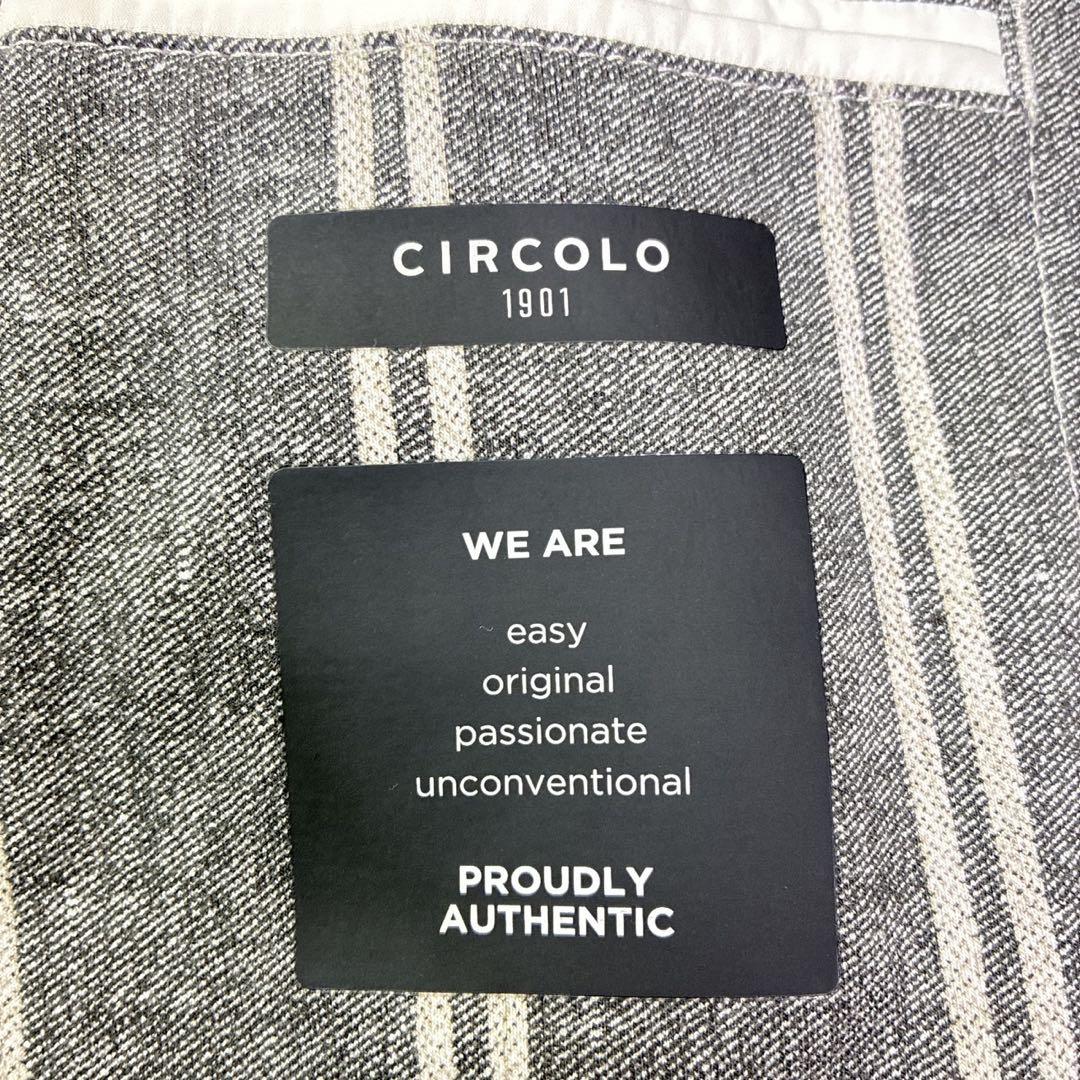 CIRCOLO
1901
WE ARE
easy
original
passionate
unconventional
PROUDLY
AUTHENTIC